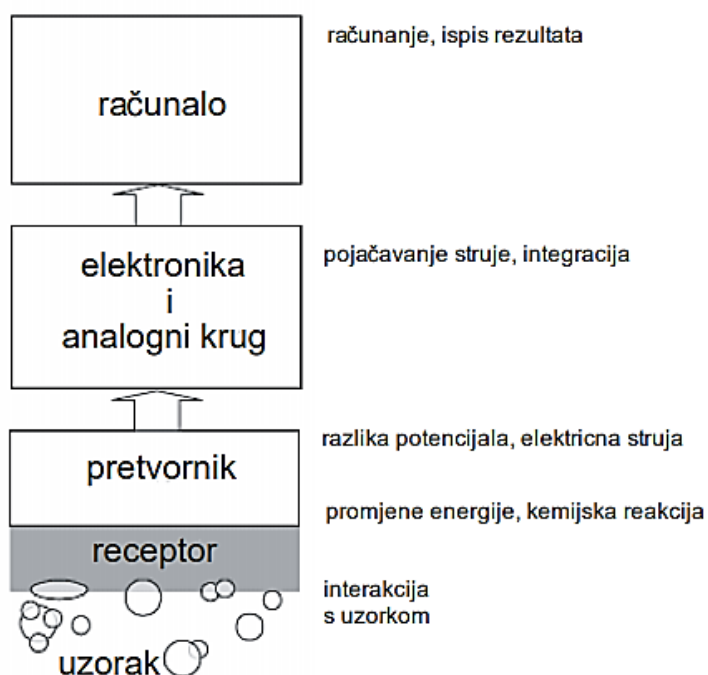 računanje, ispis rezultata
računalo
pojačavanje struje, integracija
elektronika
i
analogni krug
razlika potencijala, elektricna struja
pretvornik
promjene energije, kemijska reakcija
receptor
interakcija
s uzorkom
uzorak